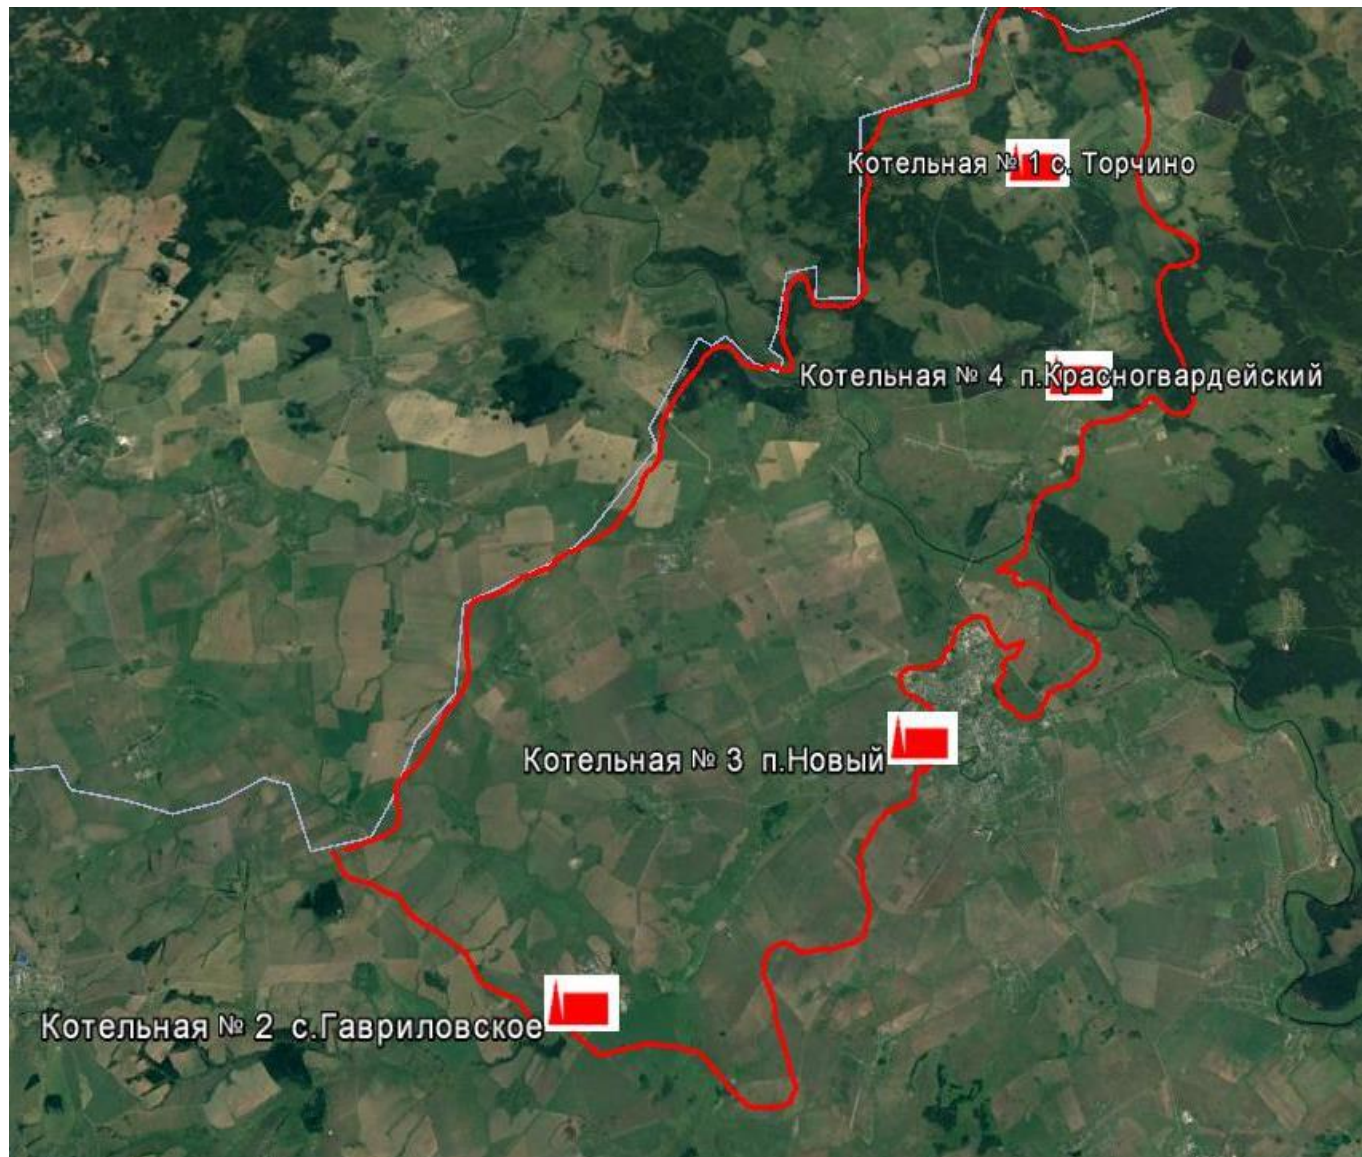 Котельная № 1 с. Торчино
Котельная № 4 п.Красногвардейский
Котельная № 3 п.Новый
Котельная № 2 с.Гавриловское